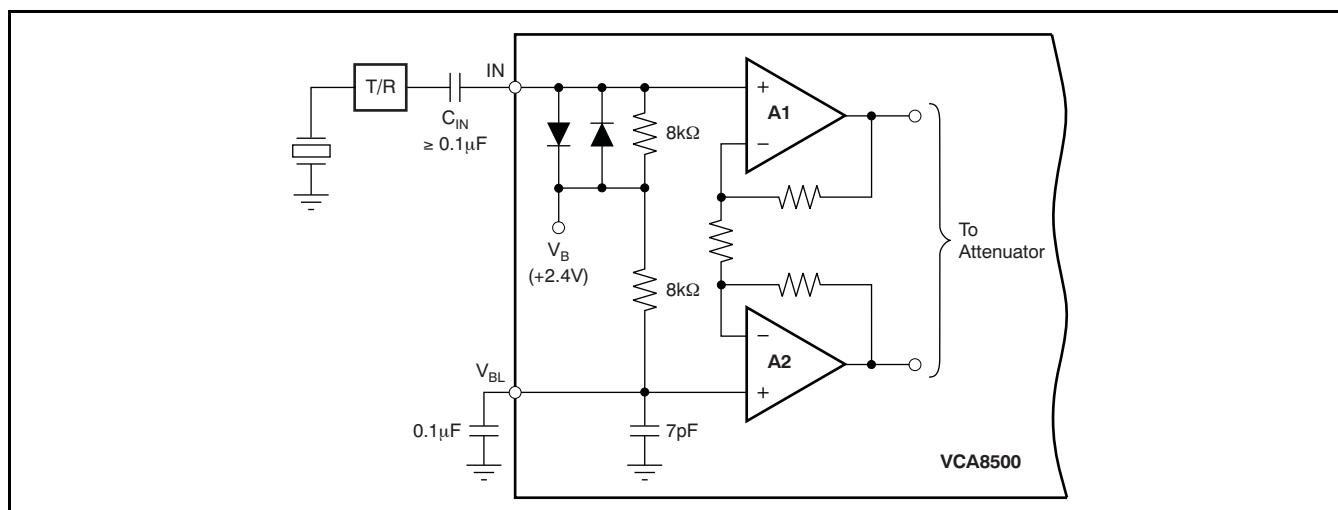 T/R
C_IN
≥ 0.1μF
IN
8kΩ
V_B
(+2.4V)
8kΩ
+
A1
−
To
Attenuator
−
A2
+
V_BL
0.1μF
7pF
VCA8500